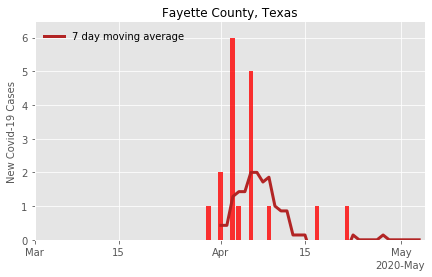 Fayette County, Texas
7 day moving average
New Covid-19 Cases
6
5
4
3
2
1
0
Mar
15
Apr
15
May
2020-May